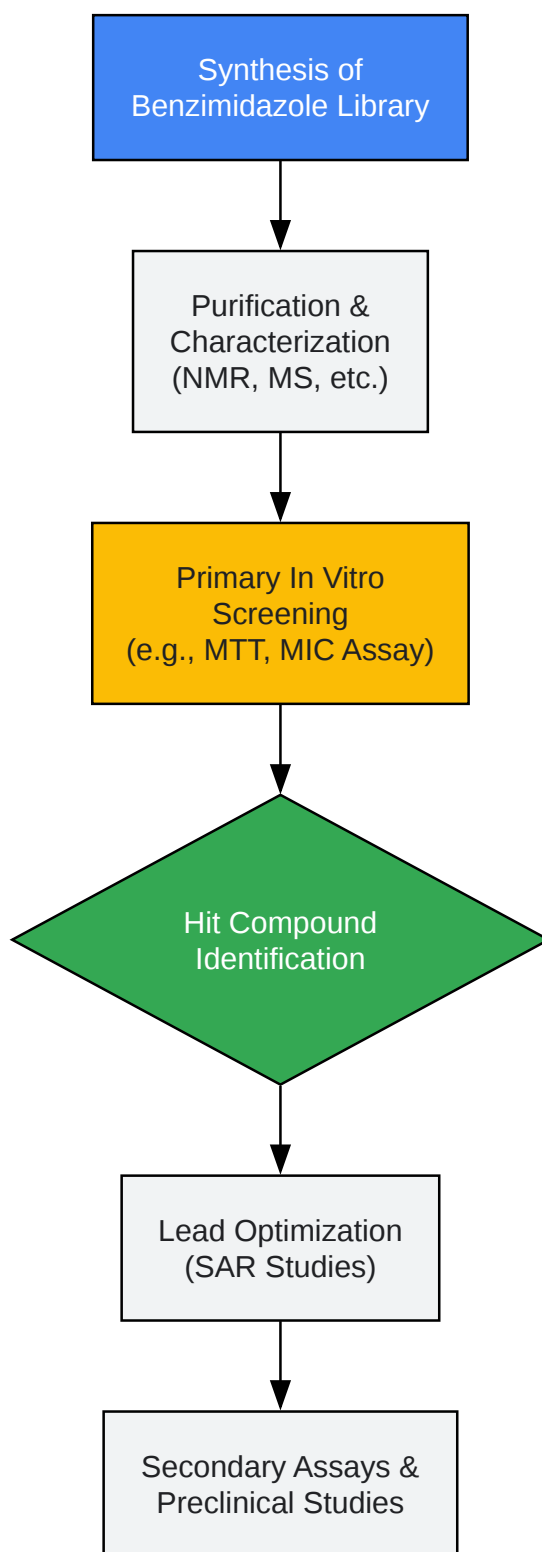 Synthesis of
Benzimidazole Library
Purification &
Characterization
(NMR, MS, etc.)
Primary In Vitro
Screening
(e.g., MTT, MIC Assay)
Hit Compound
Identification
Lead Optimization
(SAR Studies)
Secondary Assays &
Preclinical Studies